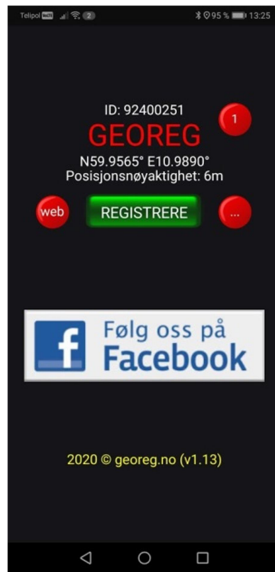 Telipol 2 95 % 13:25
ID: 92400251
1
GEOREG
N59.9565° E10.9890°
Posisjonsnøyaktighet: 6m
web REGISTRERE ...
f Følg oss på
Facebook
2020 © georeg.no (v1.13)